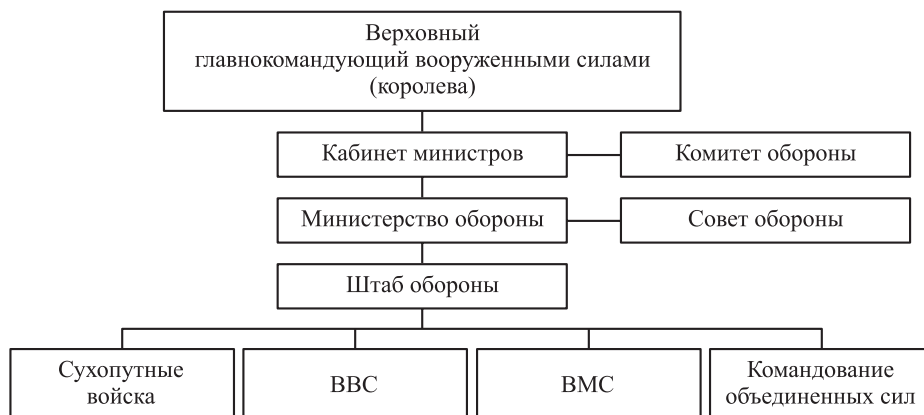 Верховный
главнокомандующий вооруженными силами
(королева)
Кабинет министров
Комитет обороны
Министерство обороны
Совет обороны
Штаб обороны
Сухопутные
войска
ВВС
ВМС
Командование
объединенных сил